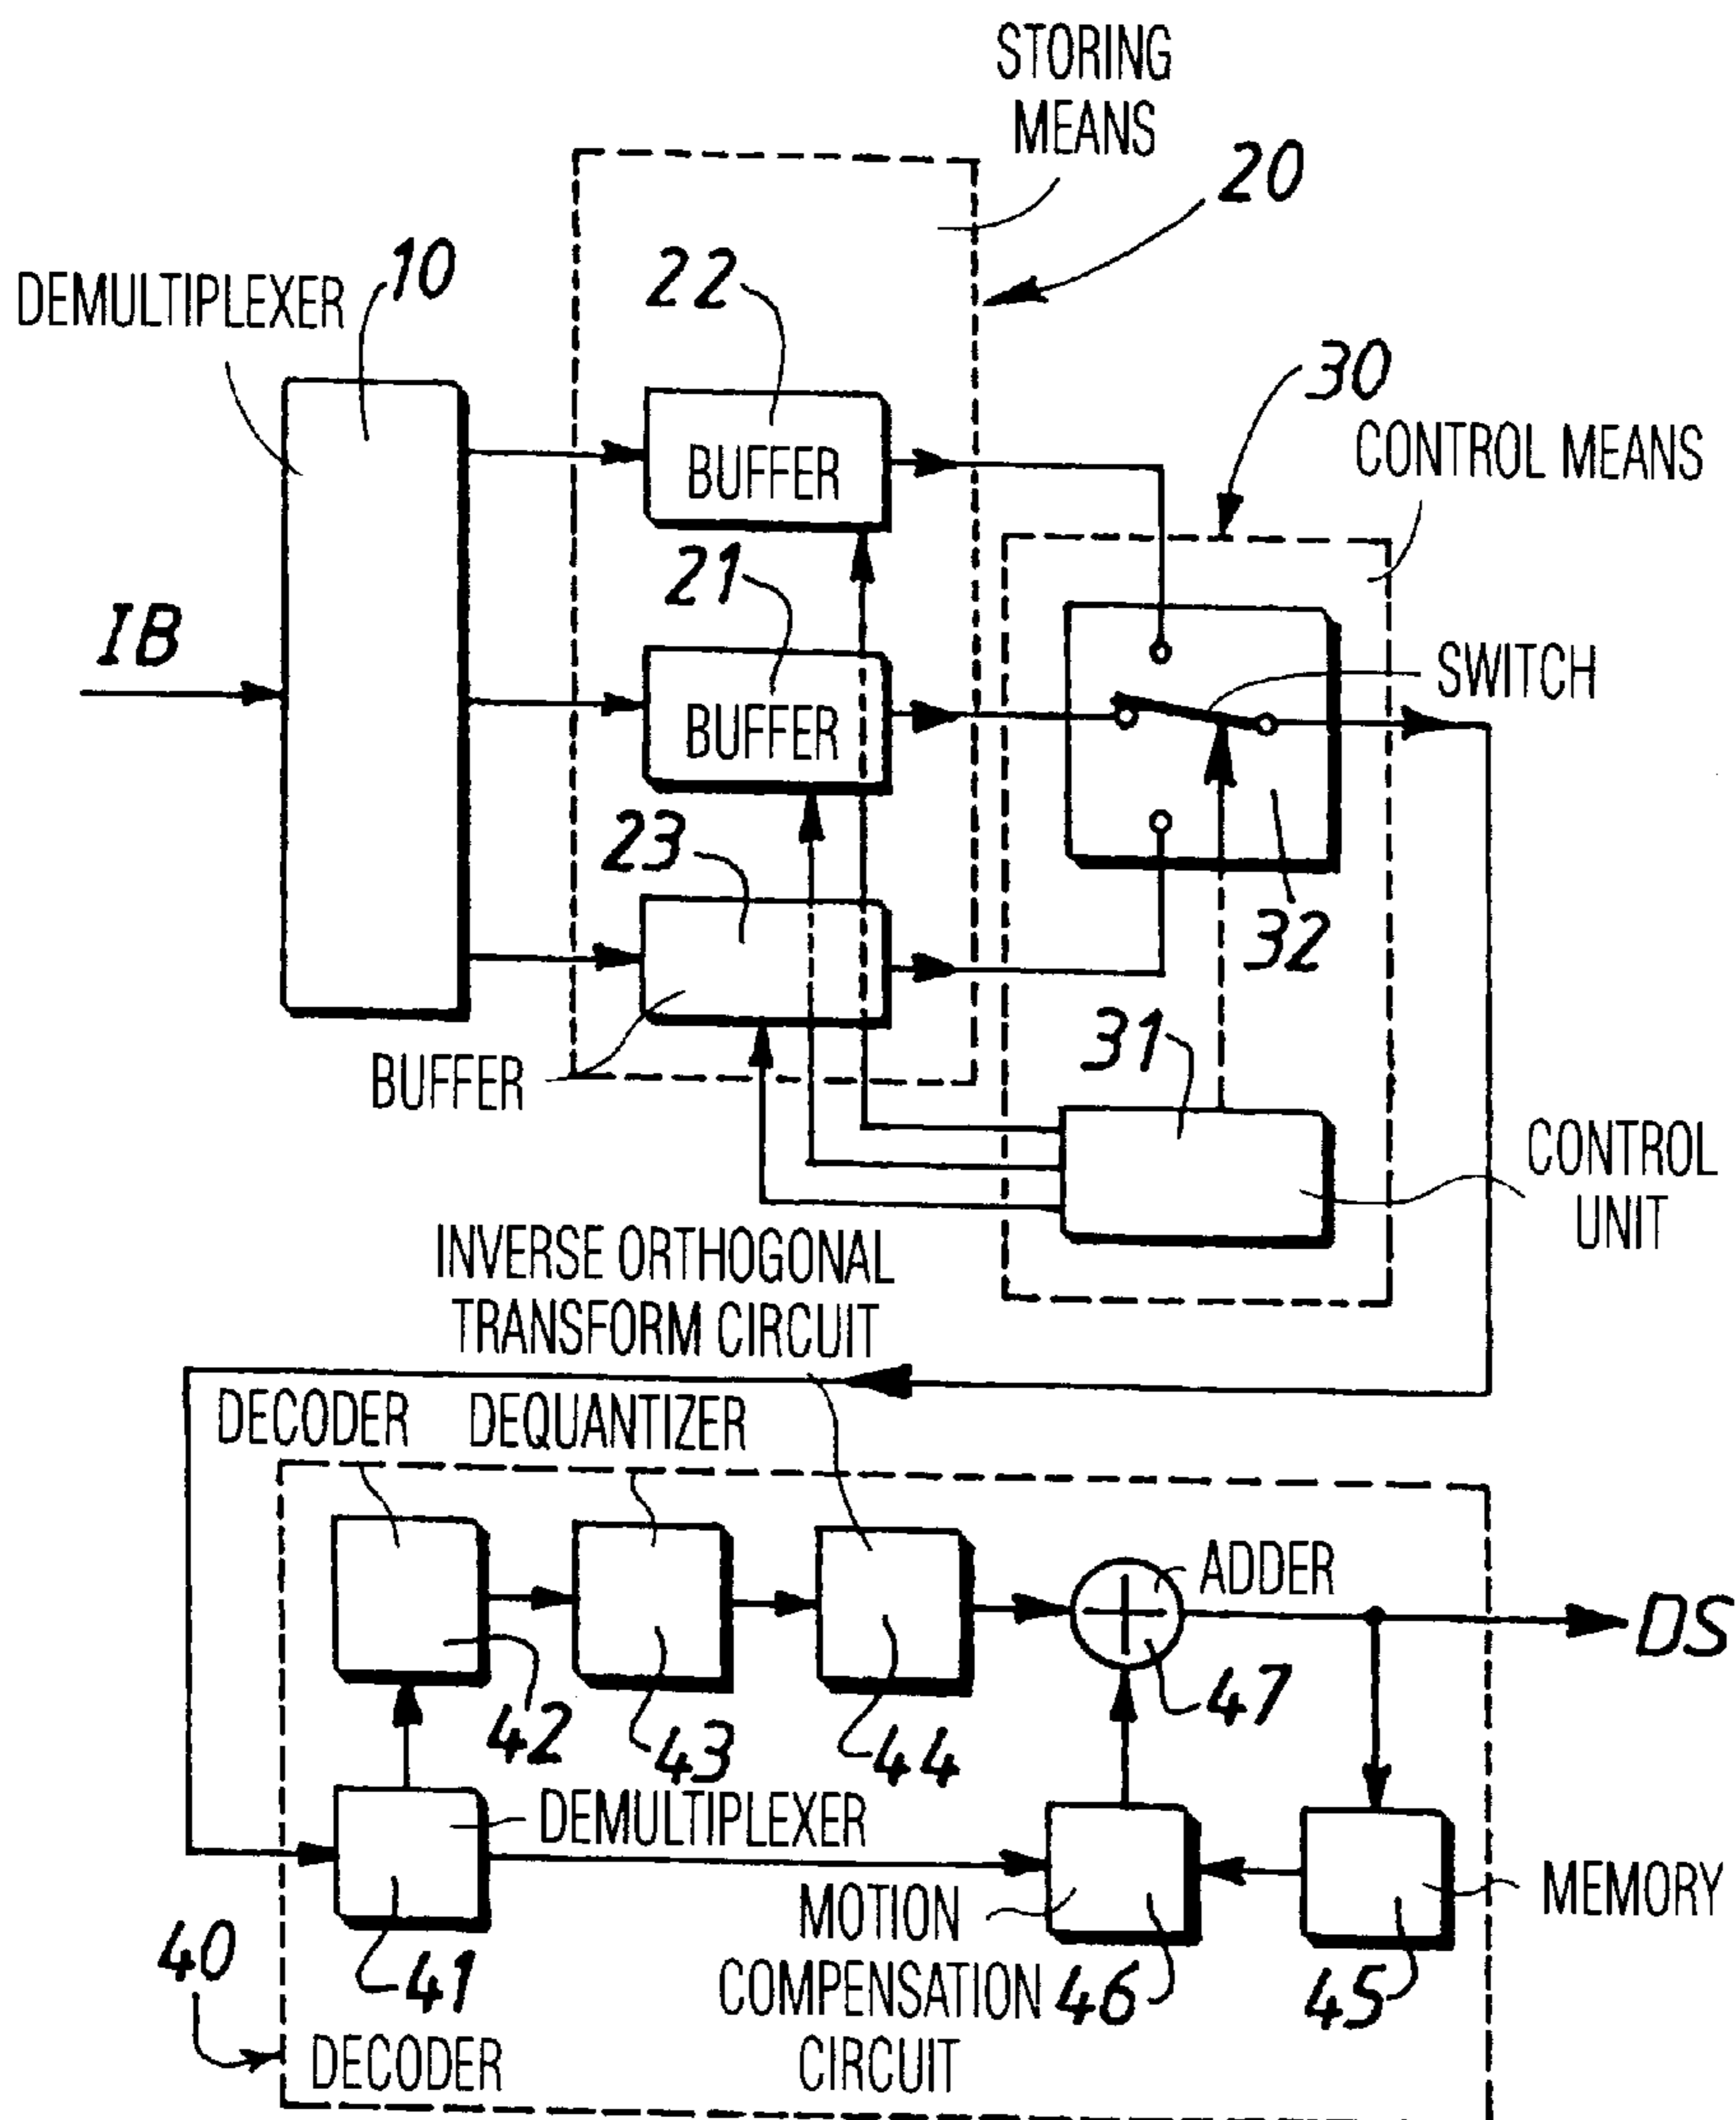 STORING
MEANS
20
DEMULTIPLEXER
10
22
BUFFER
30
CONTROL MEANS
21
BUFFER
IB
SWITCH
23
32
BUFFER
31
CONTROL
UNIT
INVERSE ORTHOGONAL
TRANSFORM CIRCUIT
DECODER
DEQUANTIZER
ADDER
DS
42
43
44
47
DEMULTIPLEXER
MEMORY
MOTION
COMPENSATION
CIRCUIT
46
45
40
41
DECODER